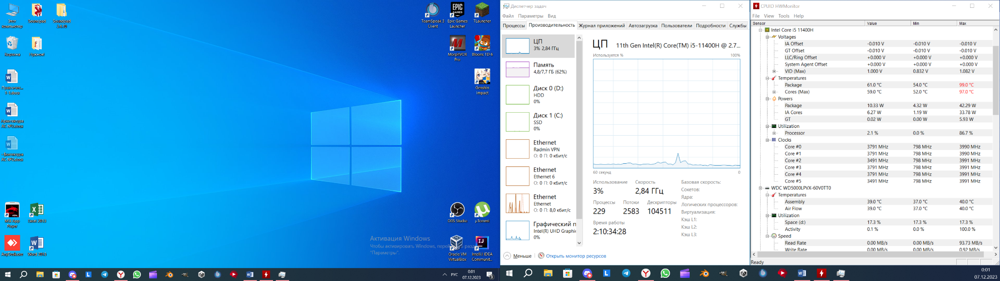 Этот
компьютер
Soundpad
Soundpad
3.4.10
Корзина
Нужное!
Практичес...
1-1.docx
Архитектура
АС №2.docx
~$хитектура
АС №2.docx
MSI App
Player
Excel 2013
AnyDesk.exe
Word 2013
TeamSpeak 3
Client
EPIC
GAMES
Epic Games
Launcher
TLauncher
MorphVOX
Pro
Bloons TD 6
Genshin
Impact
OBS Studio
µTorrent
Oracle VM
VirtualBox
IntelliJ IDEA
Communit...
Активация Windows
Чтобы активировать Windows, перейдите в раздел
"Параметры".
РУС
0:01
07.12.2023
3
Диспетчер задач
Файл Параметры Вид
Процессы Производительность Журнал приложений Автозагрузка Пользователи Подробности Службы
ЦП
3% 2,84 ГГц
Память
4,8/7,7 ГБ (62%)
Диск 0 (D:)
HDD
0%
Диск 1 (C:)
SSD
0%
Ethernet
Radmin VPN
О: 0 П: 0 кбит/с
Ethernet
Ethernet 6
О: 0 П: 0 кбит/с
Ethernet
Ethernet
О: 0 П: 8,0 кбит/с
Графический п
Intel(R) UHD Graphic
0%
ЦП 11th Gen Intel(R) Core(TM) i5-11400H @ 2.7...
Используется % 100%
60 секунд 0
Использование Скорость
3% 2,84 ГГц
Процессы Потоки Дескрипторы
229 2583 104511
Время работы
2:10:34:28
Базовая скорость:
Сокетов:
Ядра:
Логических процессоров:
Виртуализация:
Кэш L1:
Кэш L2:
Кэш L3:
Меньше Открыть монитор ресурсов
CPUID HWMonitor
File View Tools Help
Sensor Value Min Max
Intel Core i5 11400H
Voltages
IA Offset -0.010 V -0.010 V -0.010 V
GT Offset -0.010 V -0.010 V -0.010 V
LLC/Ring Offset +0.000 V +0.000 V +0.000 V
System Agent Offset +0.000 V +0.000 V +0.000 V
VID (Max) 1.000 V 0.832 V 1.082 V
Temperatures
Package 61.0 °C 54.0 °C 99.0 °C
Cores (Max) 59.0 °C 52.0 °C 97.0 °C
Powers
Package 10.33 W 4.32 W 42.29 W
IA Cores 6.27 W 1.19 W 33.78 W
GT 0.02 W 0.00 W 5.93 W
Utilization
Processor 2.1 % 0.0 % 86.7 %
Clocks
Core #0 3791 MHz 798 MHz 3990 MHz
Core #1 3791 MHz 798 MHz 3990 MHz
Core #2 3491 MHz 798 MHz 3991 MHz
Core #3 3791 MHz 798 MHz 3991 MHz
Core #4 3791 MHz 798 MHz 3991 MHz
Core #5 3491 MHz 798 MHz 3991 MHz
WDC WD5000LPVX-60V0TT0
Temperatures
Assembly 39.0 °C 37.0 °C 40.0 °C
Air Flow 39.0 °C 37.0 °C 40.0 °C
Utilization
Space (d:) 17.3 % 17.3 % 17.3 %
Activity 0.1 % 0.0 % 100.0 %
Speed
Read Rate 0.00 MB/s 0.00 MB/s 93.73 MB/s
Write Rate 0.00 MB/s 0.00 MB/s 0.92 MB/s
Ready
0:01
07.12.2023